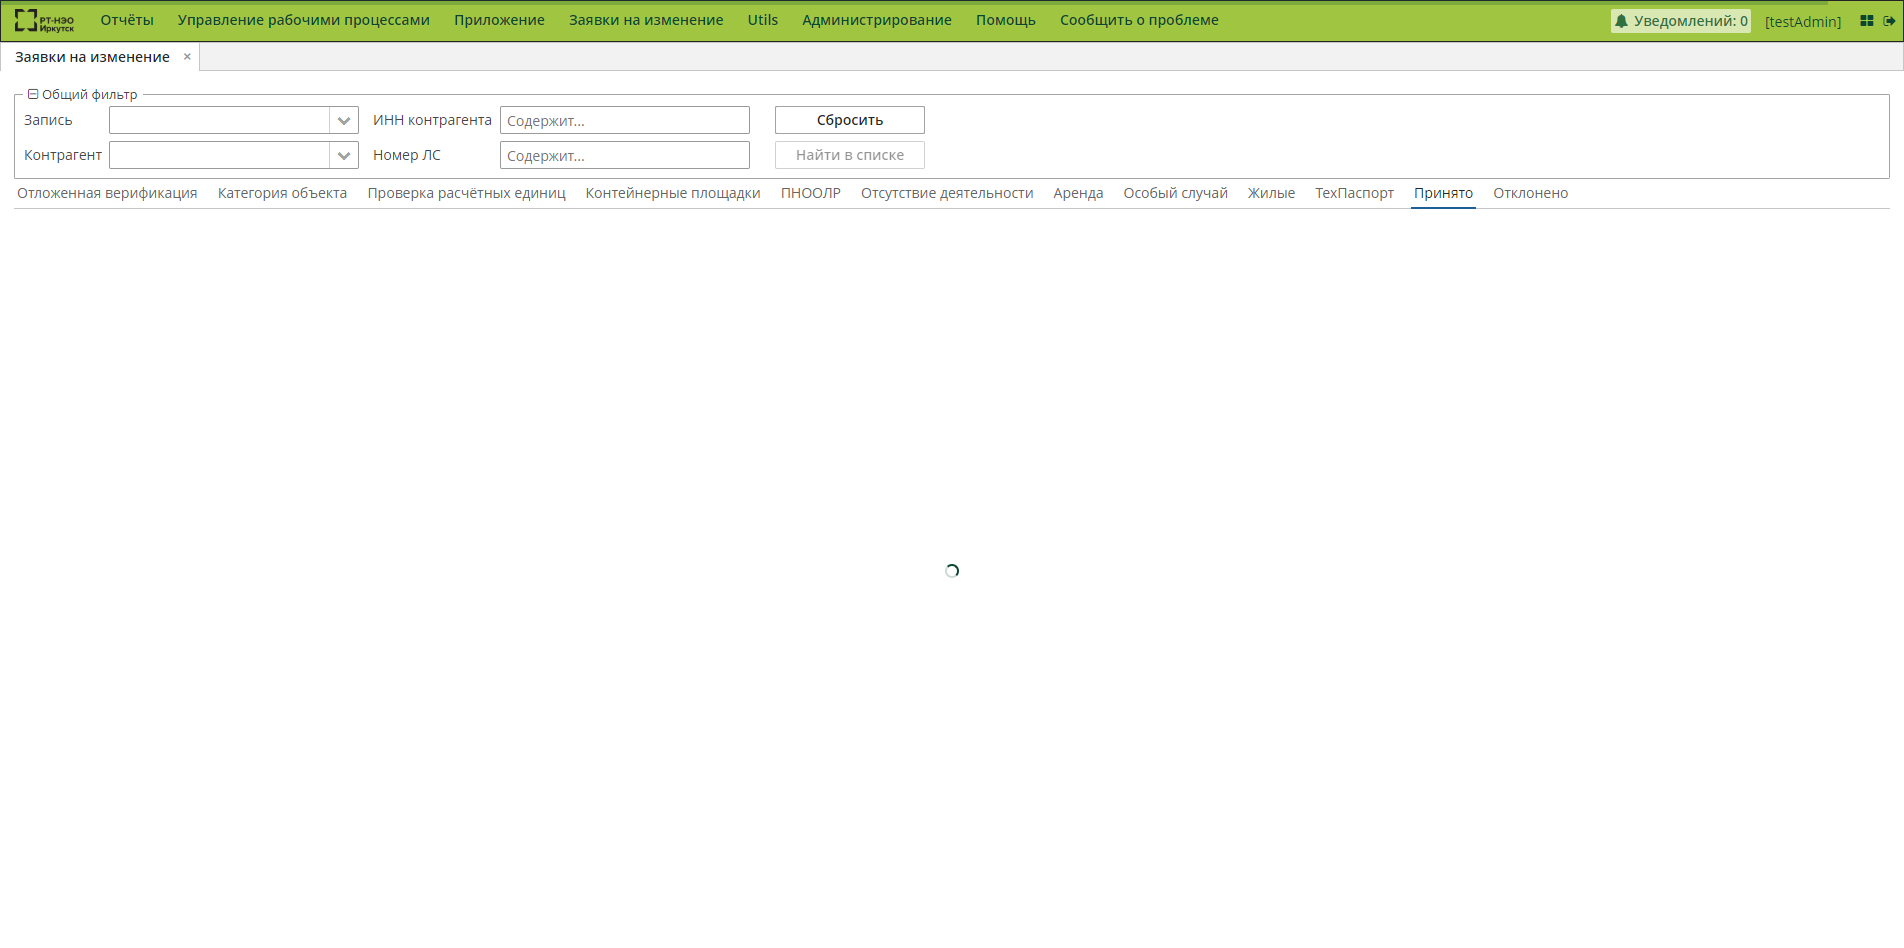 РТ-НЭО Иркутск Отчёты Управление рабочими процессами Приложение Заявки на изменение Utils Администрирование Помощь Сообщить о проблеме Уведомлений: 0 [testAdmin]
Заявки на изменение ×
Общий фильтр
Запись ИНН контрагента Содержит... Сбросить
Контрагент Номер ЛС Содержит... Найти в списке
Отложенная верификация Категория объекта Проверка расчётных единиц Контейнерные площадки ПНООЛР Отсутствие деятельности Аренда Особый случай Жилые ТехПаспорт Принято Отклонено